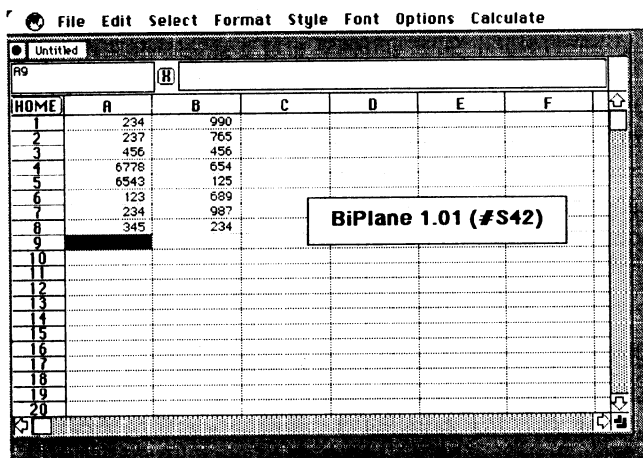 File Edit Select Format Style Font Options Calculate
Untitled
A9
HOME A B C D E F
1 234 990
2 237 765
3 456 456
4 6778 654
5 6543 125
6 123 689
7 234 987
8 345 234
BiPlane 1.01 (#S42)
9
10
11
12
13
14
15
16
17
18
19
20